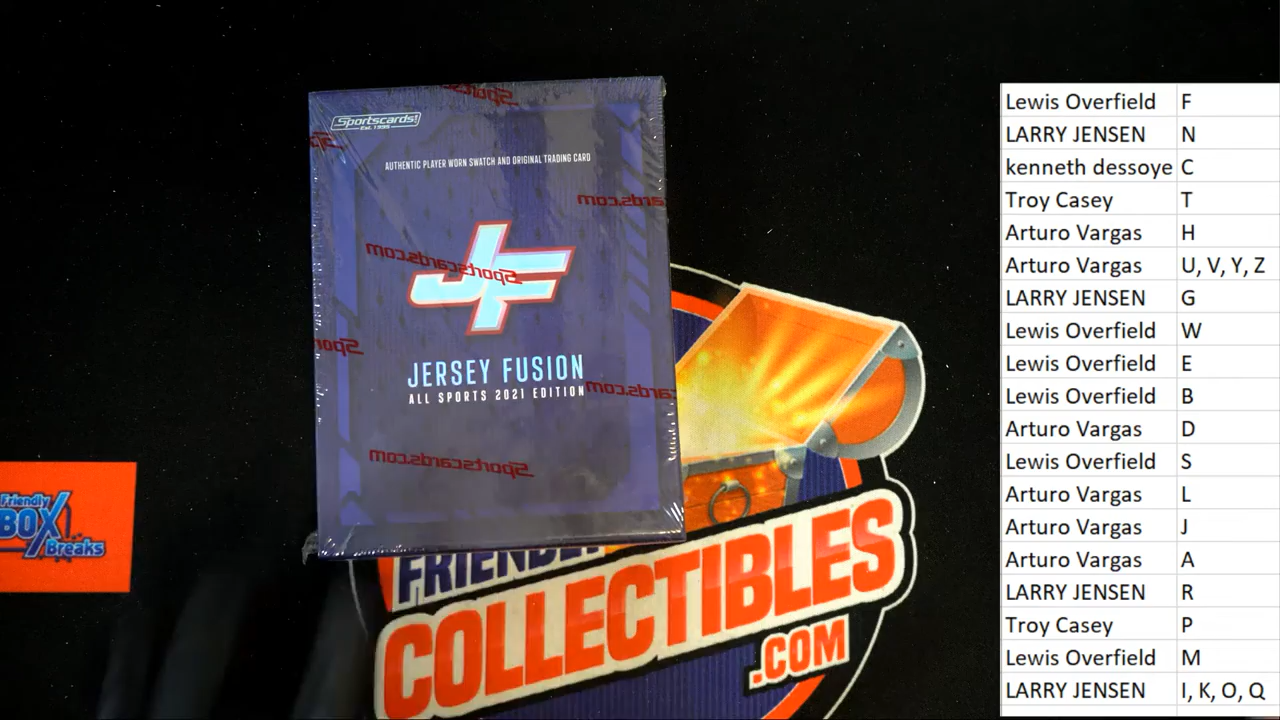 Sportscards!
Est. 1995
AUTHENTIC PLAYER WORN SWATCH AND ORIGINAL TRADING CARD
JF
JERSEY FUSION
ALL SPORTS 2021 EDITION
Sportscards.com
Sportscards.com
Friendly
BOX
Breaks
FRIENDLY
COLLECTIBLES
.COM
Lewis Overfield F
LARRY JENSEN N
kenneth dessoye C
Troy Casey T
Arturo Vargas H
Arturo Vargas U, V, Y, Z
LARRY JENSEN G
Lewis Overfield W
Lewis Overfield E
Lewis Overfield B
Arturo Vargas D
Lewis Overfield S
Arturo Vargas L
Arturo Vargas J
Arturo Vargas A
LARRY JENSEN R
Troy Casey P
Lewis Overfield M
LARRY JENSEN I, K, O, Q